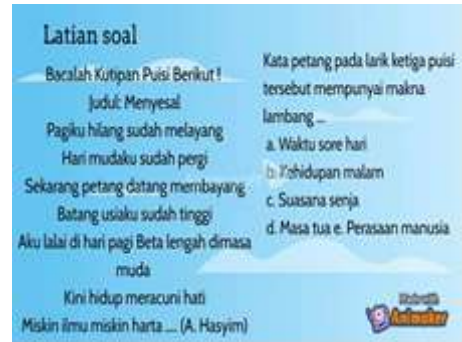 Latian soal
Bacalah Kutipan Puisi Berikut !
Judul: Menyesal
Pagiku hilang sudah melayang
Hari mudaku sudah pergi
Sekarang petang datang membayang
Batang usiaku sudah tinggi
Aku lalai di hari pagi Beta lengah dimasa
muda
Kini hidup meracuni hati
Miskin ilmu miskin harta .... (A. Hasyim)
Kata petang pada larik ketiga puisi
tersebut mempunyai makna
lambang ...
a. Waktu sore hari
b. Kehidupan malam
c. Suasana senja
d. Masa tua e. Perasaan manusia
Animaker